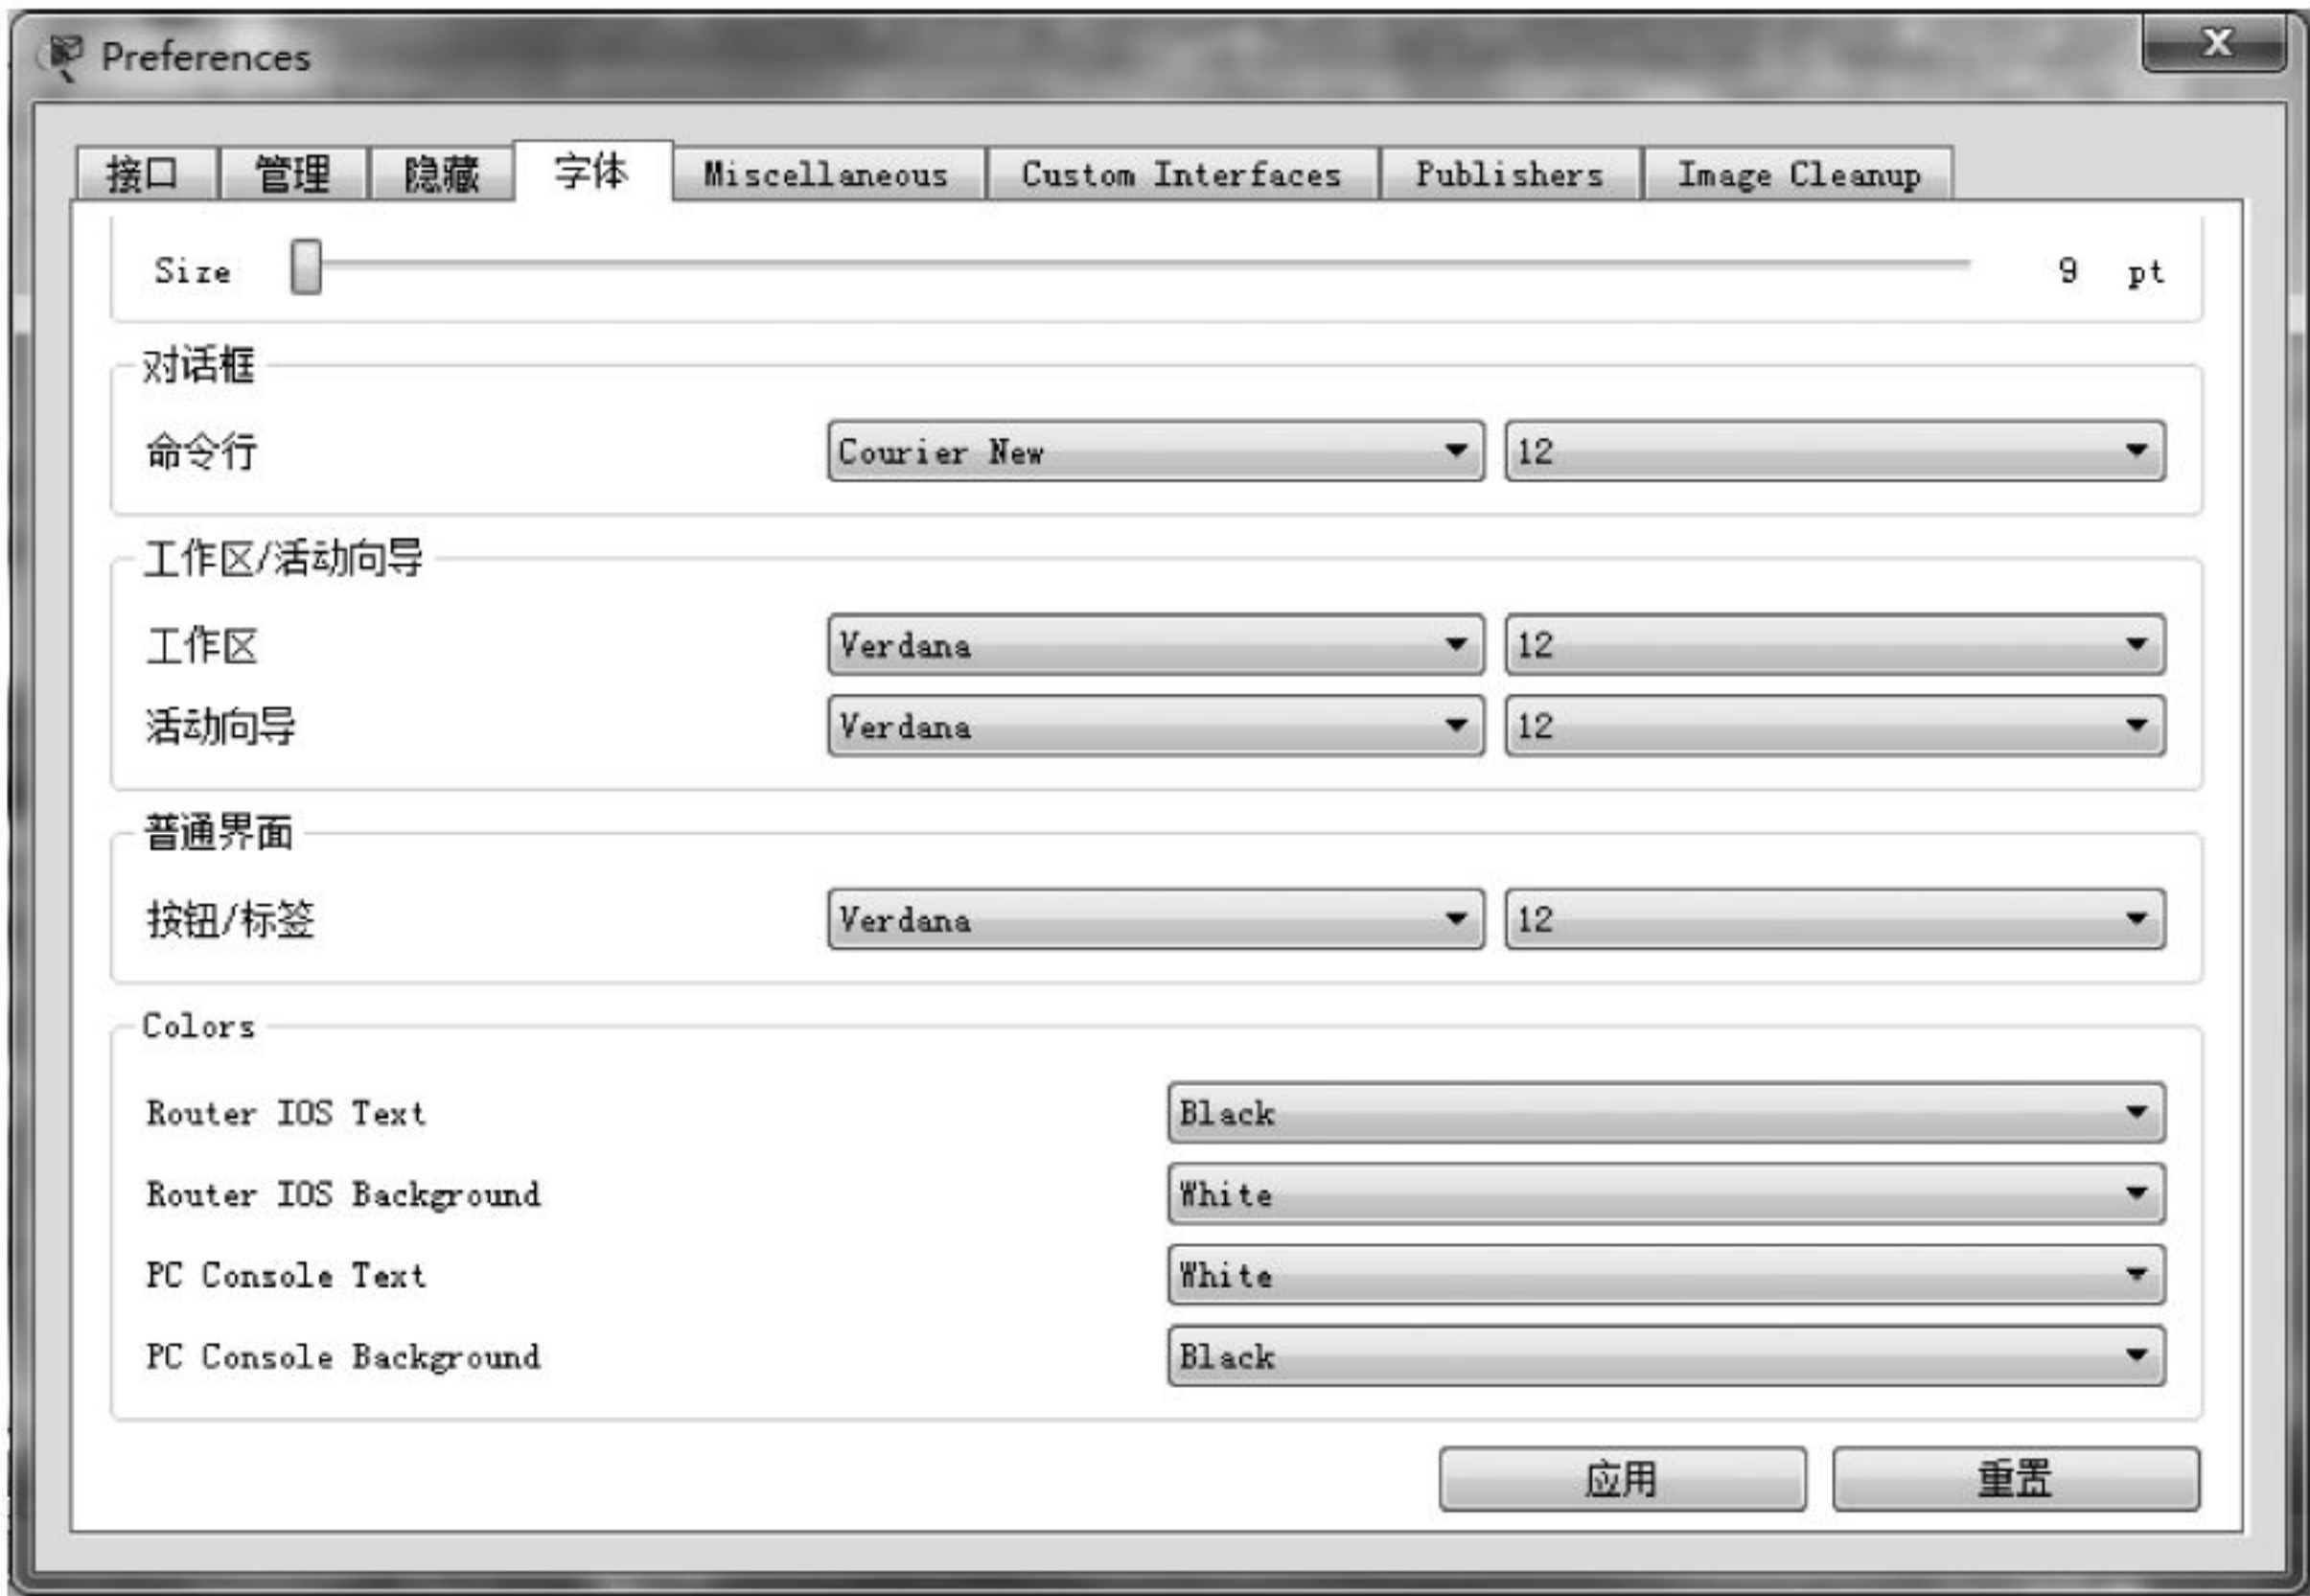 Preferences
X
接口 管理 隐藏 字体 Miscellaneous Custom Interfaces Publishers Image Cleanup
Size 9 pt
对话框
命令行 Courier New 12
工作区/活动向导
工作区 Verdana 12
活动向导 Verdana 12
普通界面
按钮/标签 Verdana 12
Colors
Router IOS Text Black
Router IOS Background White
PC Console Text White
PC Console Background Black
应用 重置